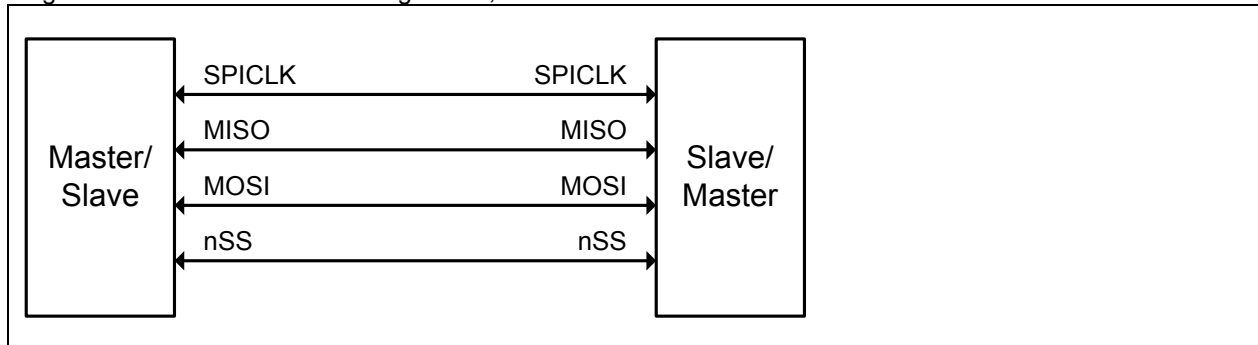 SPICLK SPICLK
MISO MISO
Master/ Slave/
Slave MOSI MOSI Master
nSS nSS